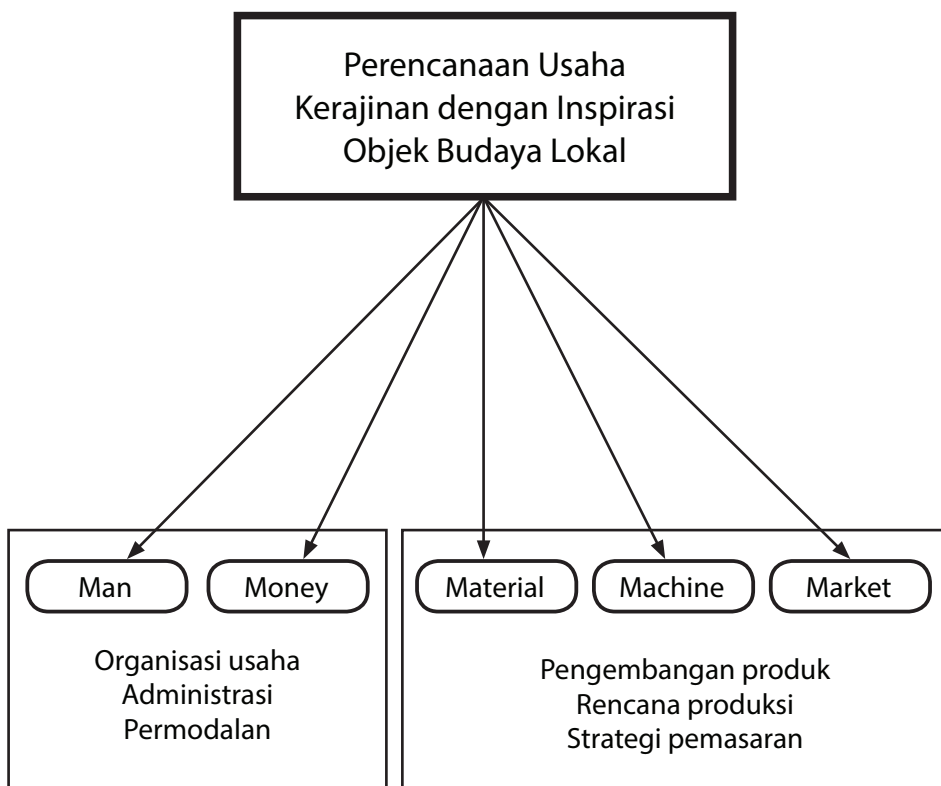 Perencanaan Usaha
Kerajinan dengan Inspirasi
Objek Budaya Lokal
Man
Money
Organisasi usaha
Administrasi
Permodalan
Material
Machine
Market
Pengembangan produk
Rencana produksi
Strategi pemasaran